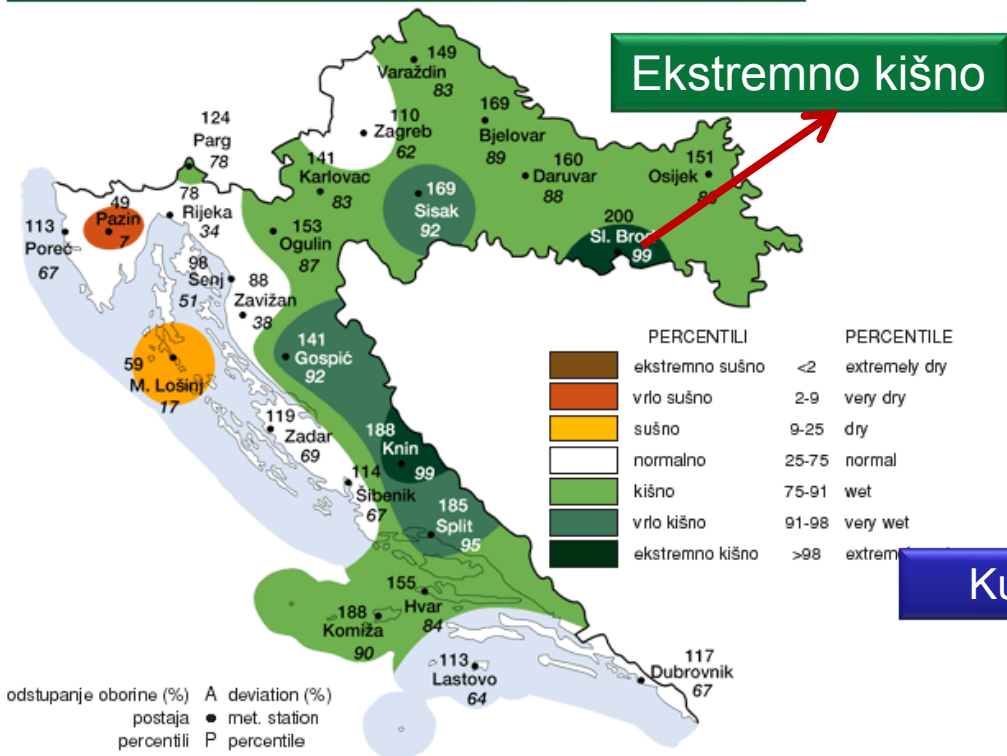 Ekstremno kišno
149
Varaždin
83
110
Zagreb
62
169
Bjelovar
89
124
Parg
78
141
Karlovac
83
160
Daruvar
88
151
Osijek
169
Sisak
92
49
Pazin
7
78
Rijeka
34
113
Poreč
67
153
Ogulin
87
200
Sl. Brod
99
98
Senj
51
88
Zavižan
38
141
Gospić
92
59
M. Lošinj
17
119
Zadar
69
188
Knin
99
114
Šibenik
67
185
Split
95
155
Hvar
84
188
Komiža
90
113
Lastovo
64
117
Dubrovnik
67
PERCENTILI PERCENTILE
ekstremno sušno <2 extremely dry
vrlo sušno 2-9 very dry
sušno 9-25 dry
normalno 25-75 normal
kišno 75-91 wet
vrlo kišno 91-98 very wet
ekstremno kišno >98
Ku
odstupanje oborine (%) A deviation (%)
postaja ● met. station
percentili P percentile